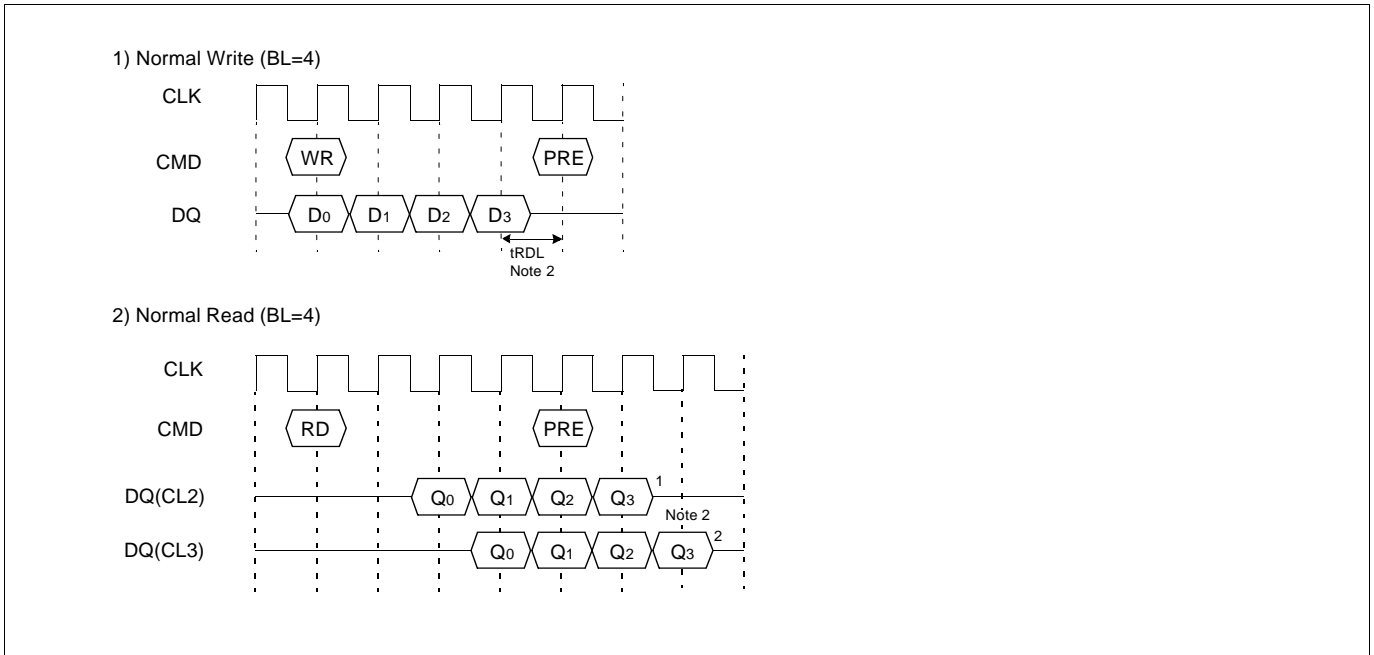 1) Normal Write (BL=4)
CLK
CMD WR PRE
DQ D0 D1 D2 D3
tRDL
Note 2
2) Normal Read (BL=4)
CLK
CMD RD PRE
DQ(CL2) Q0 Q1 Q2 Q3 1
Note 2
DQ(CL3) Q0 Q1 Q2 Q3 2